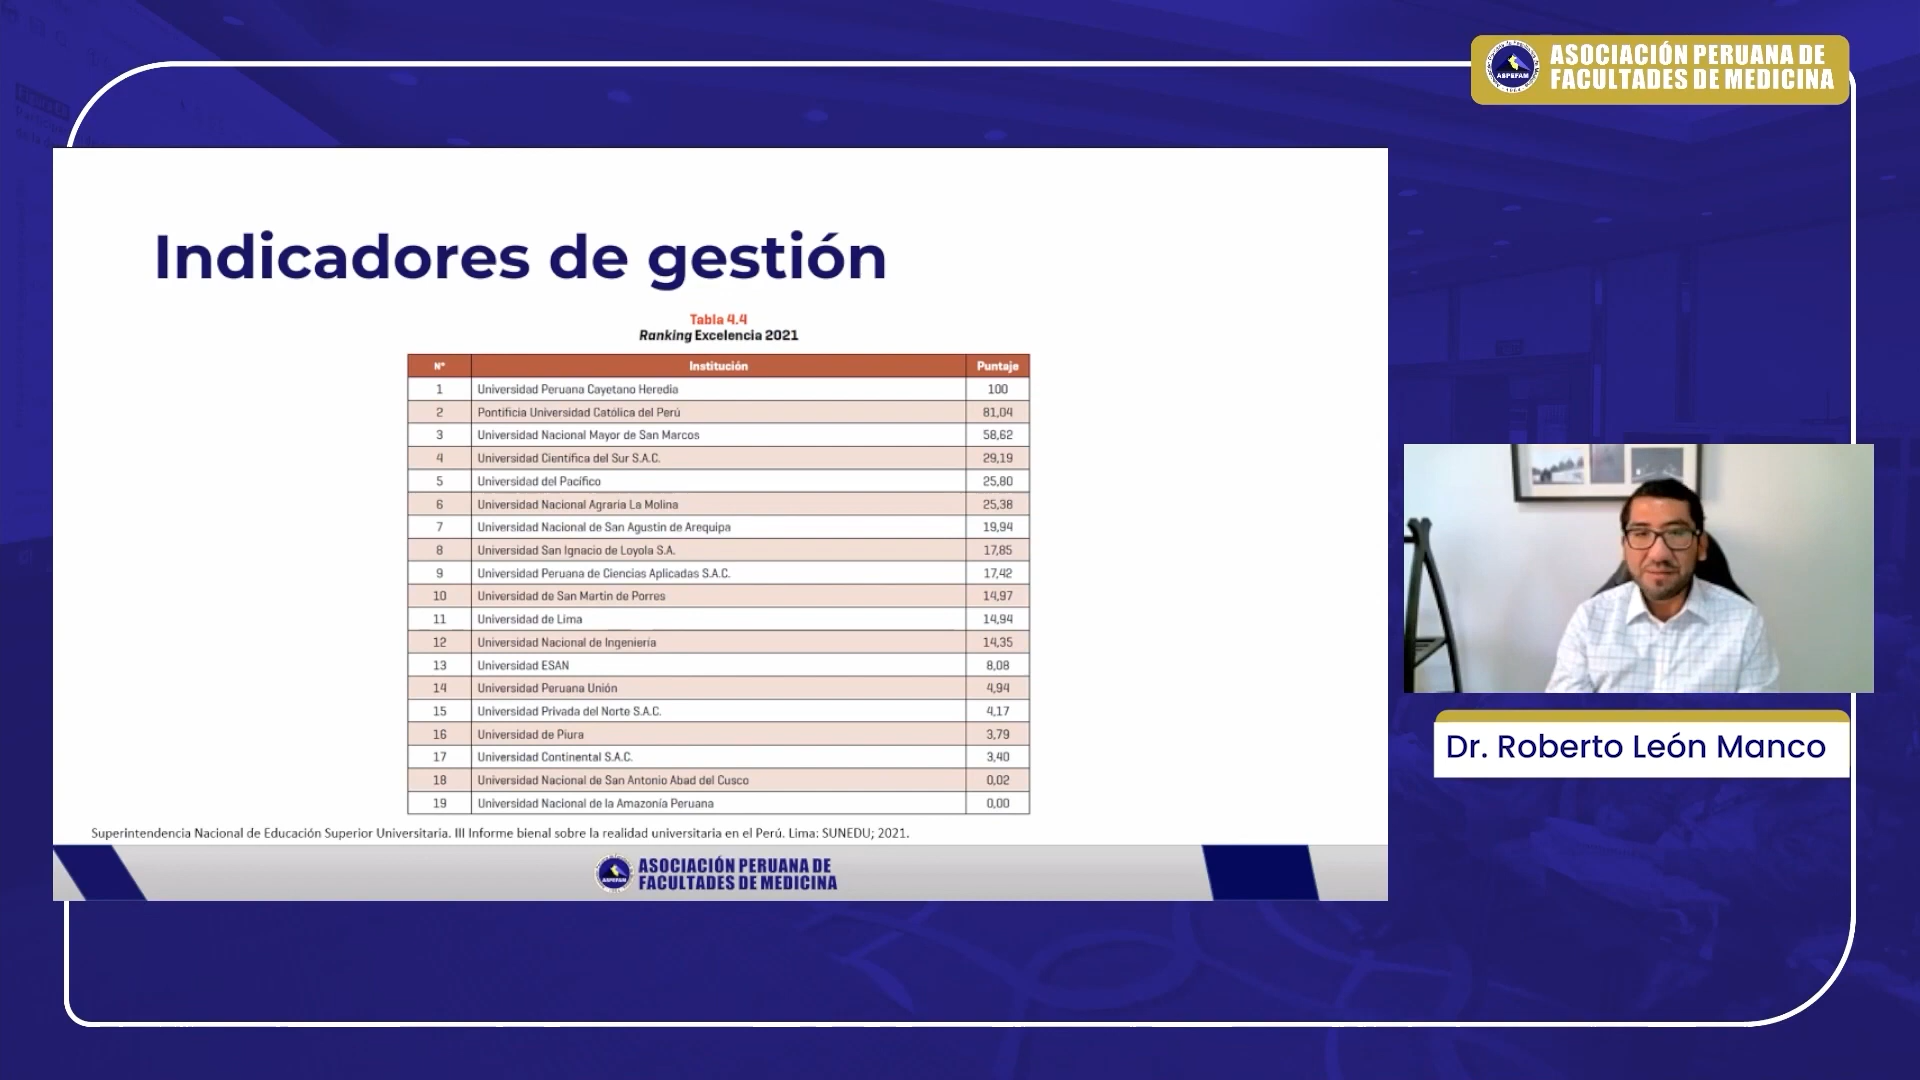 ASOCIACIÓN PERUANA DE
FACULTADES DE MEDICINA
ASPEFAM
Indicadores de gestión
Tabla 4.4
Ranking Excelencia 2021
N° Institución Puntaje
1 Universidad Peruana Cayetano Heredia 100
2 Pontificia Universidad Católica del Perú 81,04
3 Universidad Nacional Mayor de San Marcos 58,62
4 Universidad Científica del Sur S.A.C. 29,19
5 Universidad del Pacífico 25,80
6 Universidad Nacional Agraria La Molina 25,38
7 Universidad Nacional de San Agustín de Arequipa 19,94
8 Universidad San Ignacio de Loyola S.A. 17,85
9 Universidad Peruana de Ciencias Aplicadas S.A.C. 17,42
10 Universidad de San Martín de Porres 14,97
11 Universidad de Lima 14,94
12 Universidad Nacional de Ingeniería 14,35
13 Universidad ESAN 8,08
14 Universidad Peruana Unión 4,94
15 Universidad Privada del Norte S.A.C. 4,17
16 Universidad de Piura 3,79
17 Universidad Continental S.A.C. 3,40
18 Universidad Nacional de San Antonio Abad del Cusco 0,02
19 Universidad Nacional de la Amazonía Peruana 0,00
Superintendencia Nacional de Educación Superior Universitaria. III Informe bienal sobre la realidad universitaria en el Perú. Lima: SUNEDU; 2021.
ASPEFAM
ASOCIACIÓN PERUANA DE
FACULTADES DE MEDICINA
Dr. Roberto León Manco